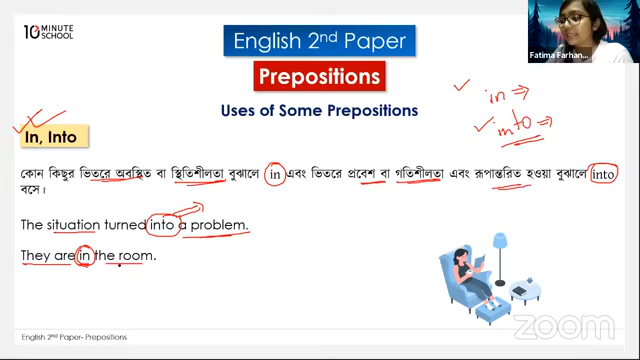 10 MINUTE
SCHOOL
English 2nd Paper
Prepositions
Uses of Some Prepositions
Fatima Farhan...
in ⇒
into ⇒
In, Into
কোন কিছুর ভিতরে অবস্থিত বা স্থিতিশীলতা বুঝালে in এবং ভিতরে প্রবেশ বা গতিশীলতা এবং রূপান্তরিত হওয়া বুঝালে into
বসে।
The situation turned into a problem.
They are in the room.
English 2nd Paper- Prepositions
zoom